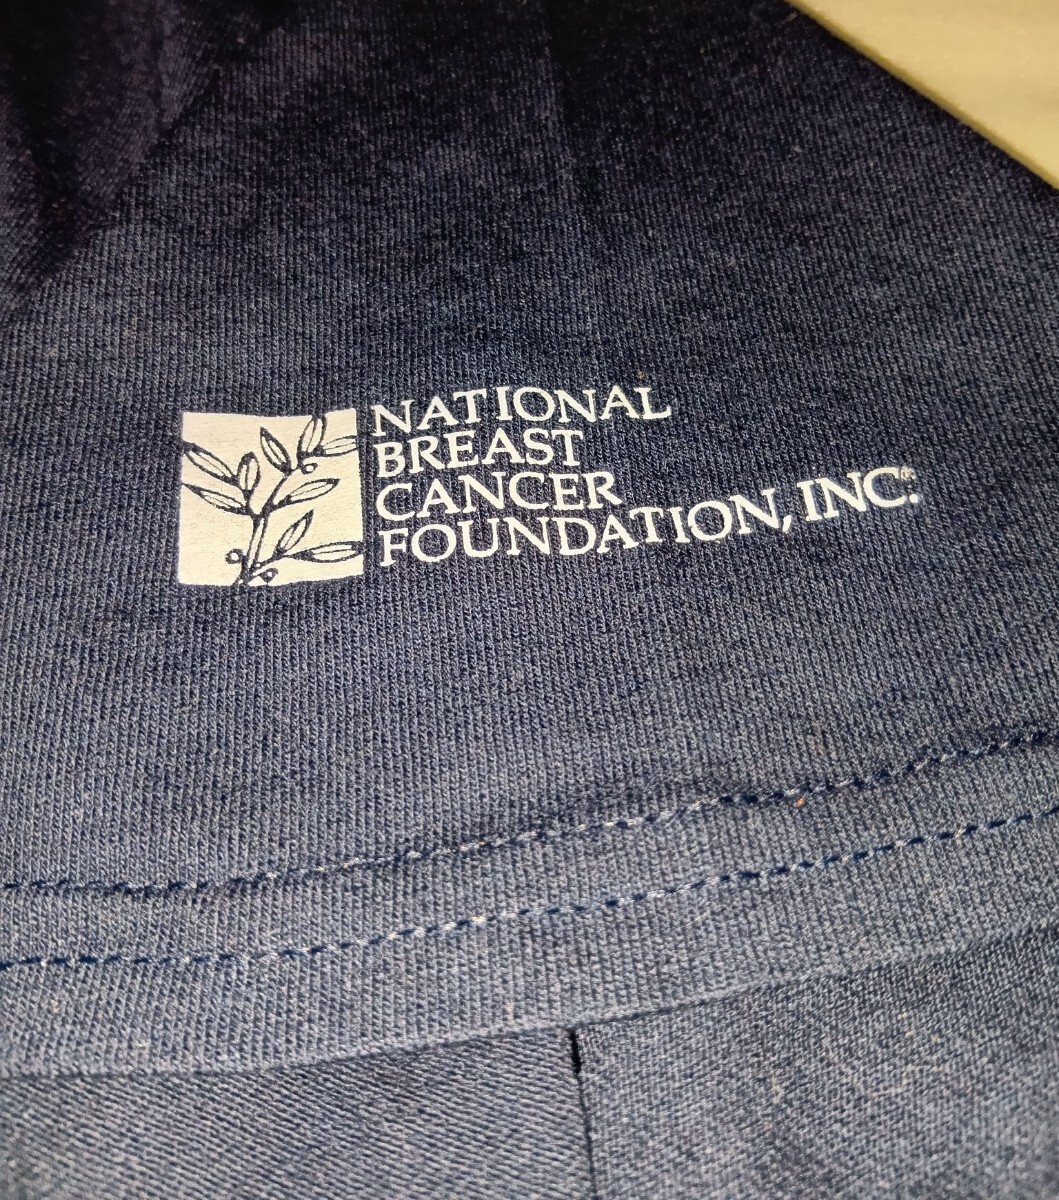 NATIONAL
BREAST
CANCER
FOUNDATION, INC.